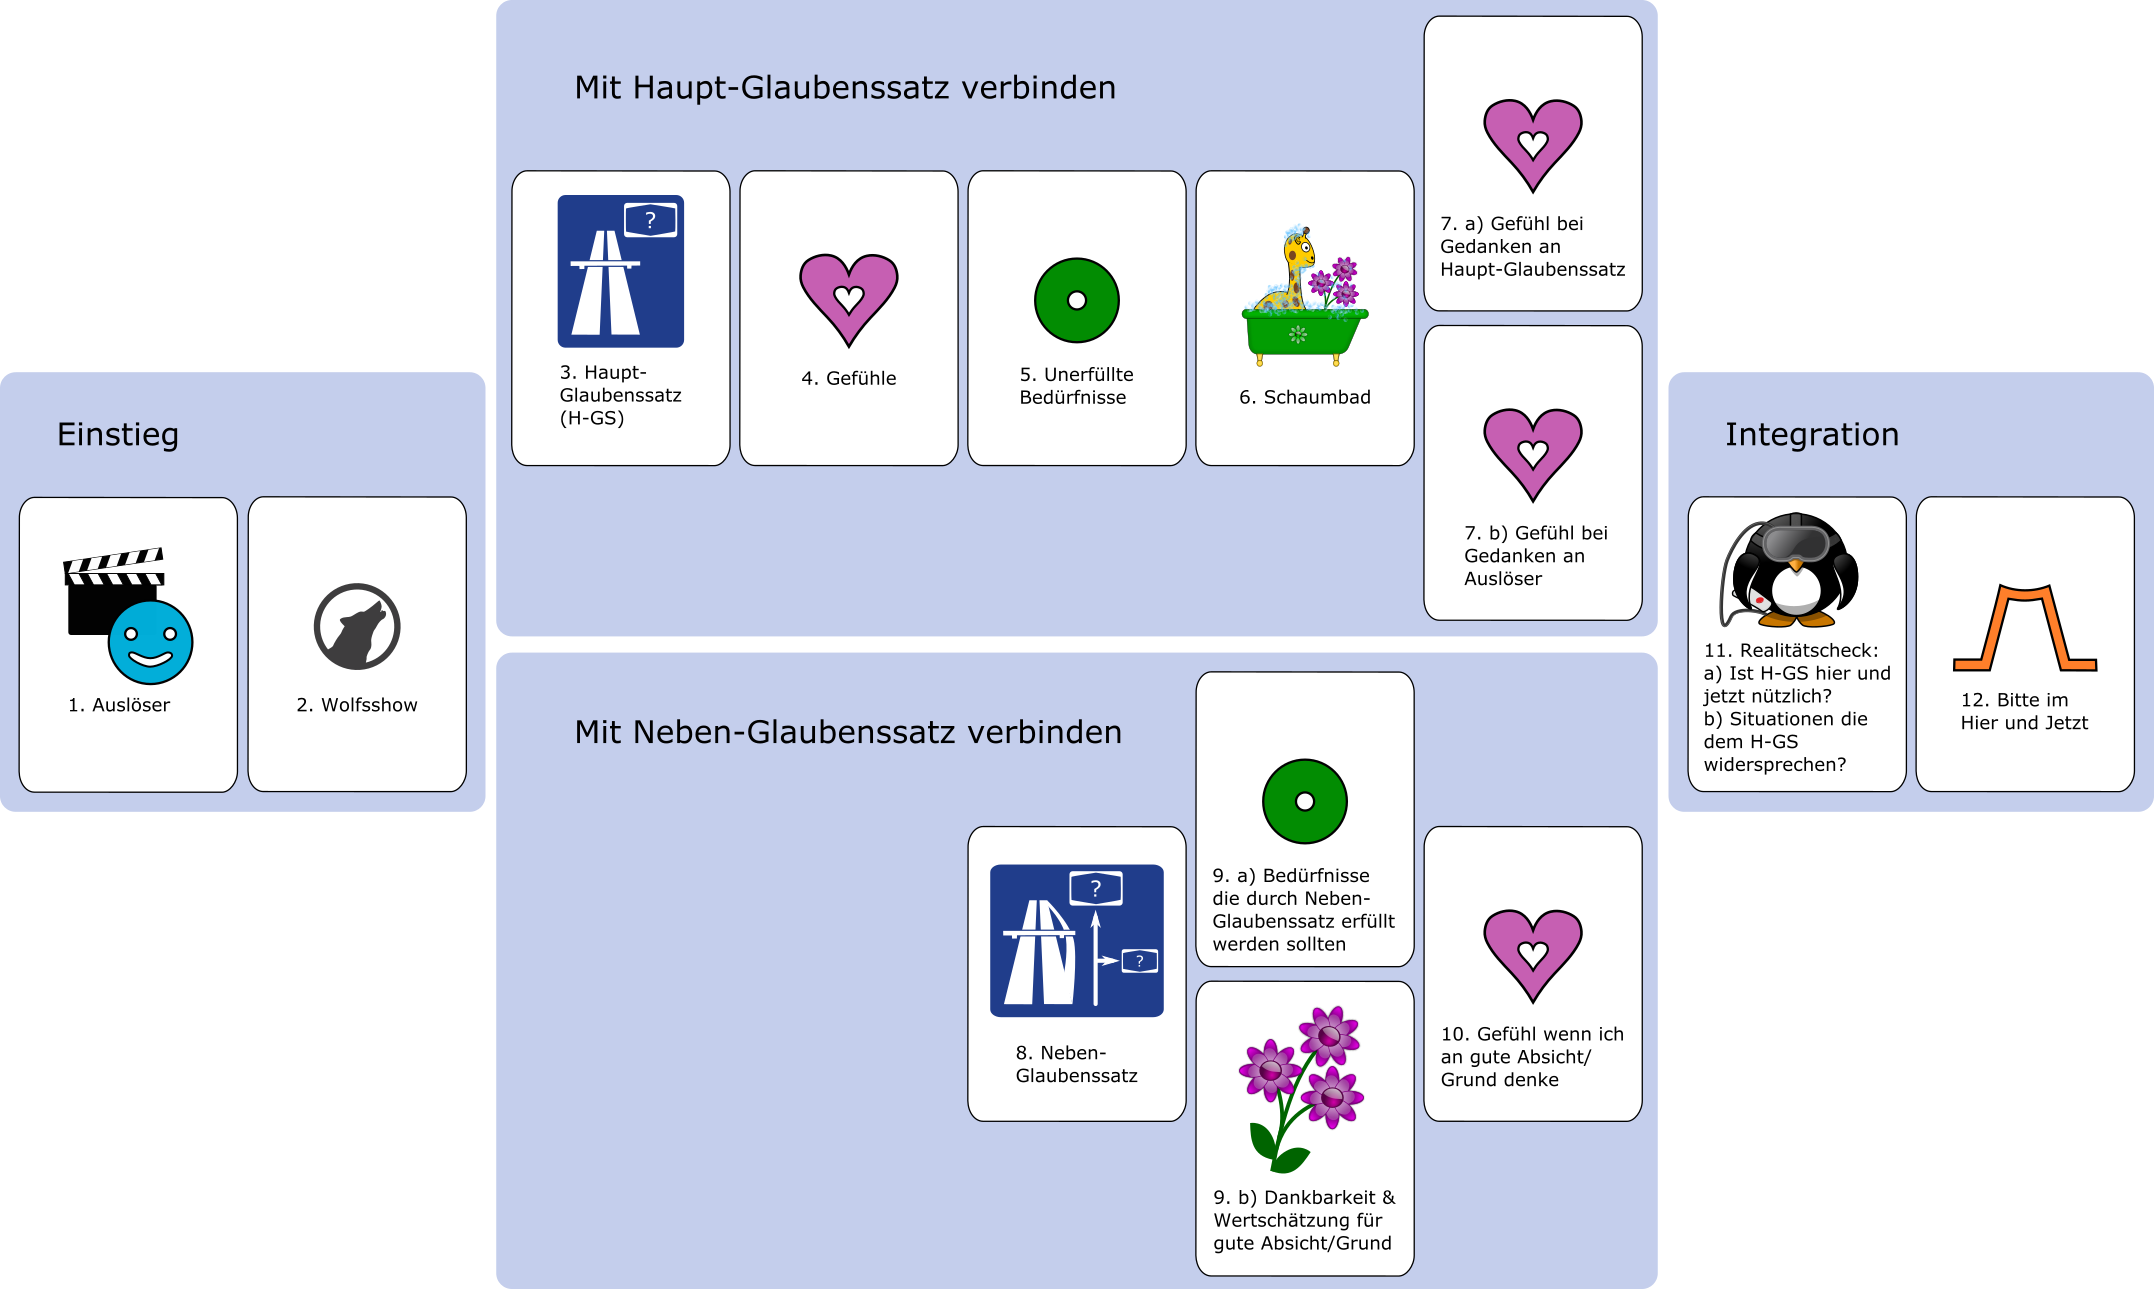 Einstieg
1. Auslöser
2. Wolfsshow
Mit Haupt-Glaubenssatz verbinden
?
3. Haupt-
Glaubenssatz
(H-GS)
4. Gefühle
5. Unerfüllte
Bedürfnisse
6. Schaumbad
7. a) Gefühl bei
Gedanken an
Haupt-Glaubenssatz
7. b) Gefühl bei
Gedanken an
Auslöser
Mit Neben-Glaubenssatz verbinden
?
?
8. Neben-
Glaubenssatz
9. a) Bedürfnisse
die durch Neben-
Glaubenssatz erfüllt
werden sollten
9. b) Dankbarkeit &
Wertschätzung für
gute Absicht/Grund
10. Gefühl wenn ich
an gute Absicht/
Grund denke
Integration
11. Realitätscheck:
a) Ist H-GS hier und
jetzt nützlich?
b) Situationen die
dem H-GS
widersprechen?
12. Bitte im
Hier und Jetzt